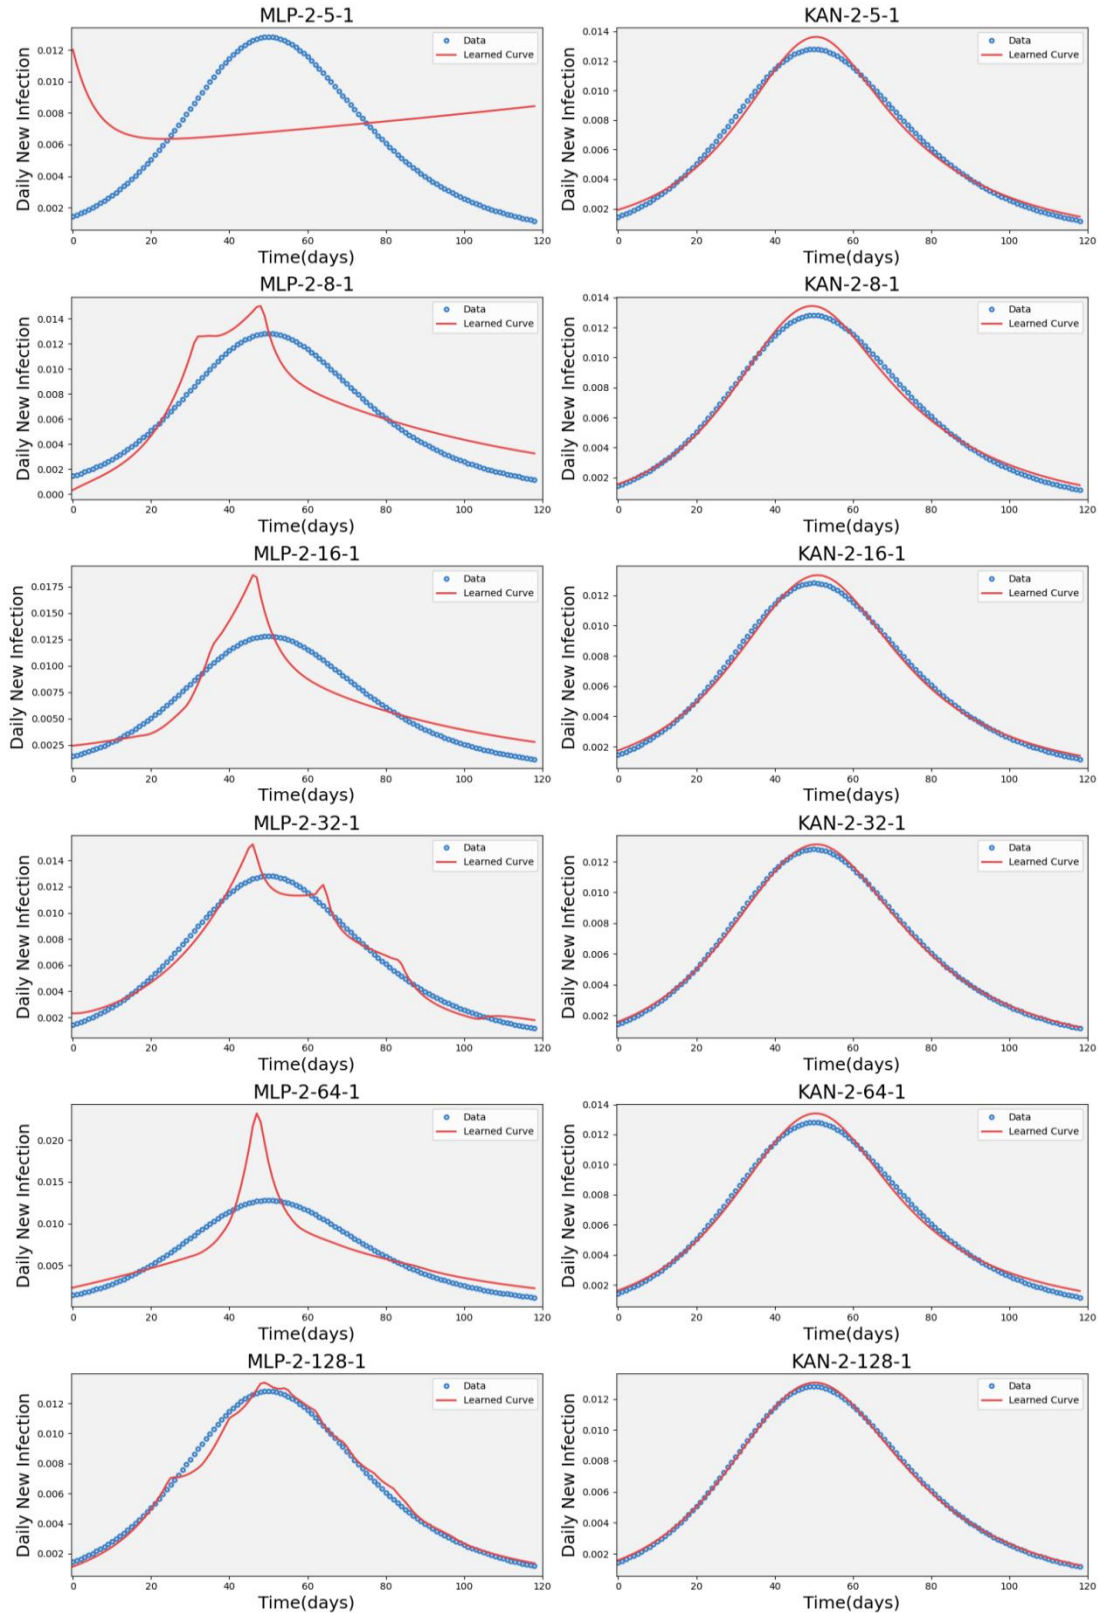 MLP-2-5-1
Daily New Infection
0.012
0.010
0.008
0.006
0.004
0.002
Data
Learned Curve
0 20 40 60 80 100 120
Time(days)
KAN-2-5-1
Daily New Infection
0.014
0.012
0.010
0.008
0.006
0.004
0.002
Data
Learned Curve
0 20 40 60 80 100 120
Time(days)
MLP-2-8-1
Daily New Infection
0.016
0.014
0.012
0.010
0.008
0.006
0.004
0.002
0.000
Data
Learned Curve
0 20 40 60 80 100 120
Time(days)
KAN-2-8-1
Daily New Infection
0.014
0.012
0.010
0.008
0.006
0.004
0.002
Data
Learned Curve
0 20 40 60 80 100 120
Time(days)
MLP-2-16-1
Daily New Infection
0.0175
0.0150
0.0125
0.0100
0.0075
0.0050
0.0025
Data
Learned Curve
0 20 40 60 80 100 120
Time(days)
KAN-2-16-1
Daily New Infection
0.012
0.010
0.008
0.006
0.004
0.002
Data
Learned Curve
0 20 40 60 80 100 120
Time(days)
MLP-2-32-1
Daily New Infection
0.014
0.012
0.010
0.008
0.006
0.004
0.002
Data
Learned Curve
0 20 40 60 80 100 120
Time(days)
KAN-2-32-1
Daily New Infection
0.012
0.010
0.008
0.006
0.004
0.002
Data
Learned Curve
0 20 40 60 80 100 120
Time(days)
MLP-2-64-1
Daily New Infection
0.020
0.015
0.010
0.005
Data
Learned Curve
0 20 40 60 80 100 120
Time(days)
KAN-2-64-1
Daily New Infection
0.014
0.012
0.010
0.008
0.006
0.004
0.002
Data
Learned Curve
0 20 40 60 80 100 120
Time(days)
MLP-2-128-1
Daily New Infection
0.012
0.010
0.008
0.006
0.004
0.002
Data
Learned Curve
0 20 40 60 80 100 120
Time(days)
KAN-2-128-1
Daily New Infection
0.012
0.010
0.008
0.006
0.004
0.002
Data
Learned Curve
0 20 40 60 80 100 120
Time(days)